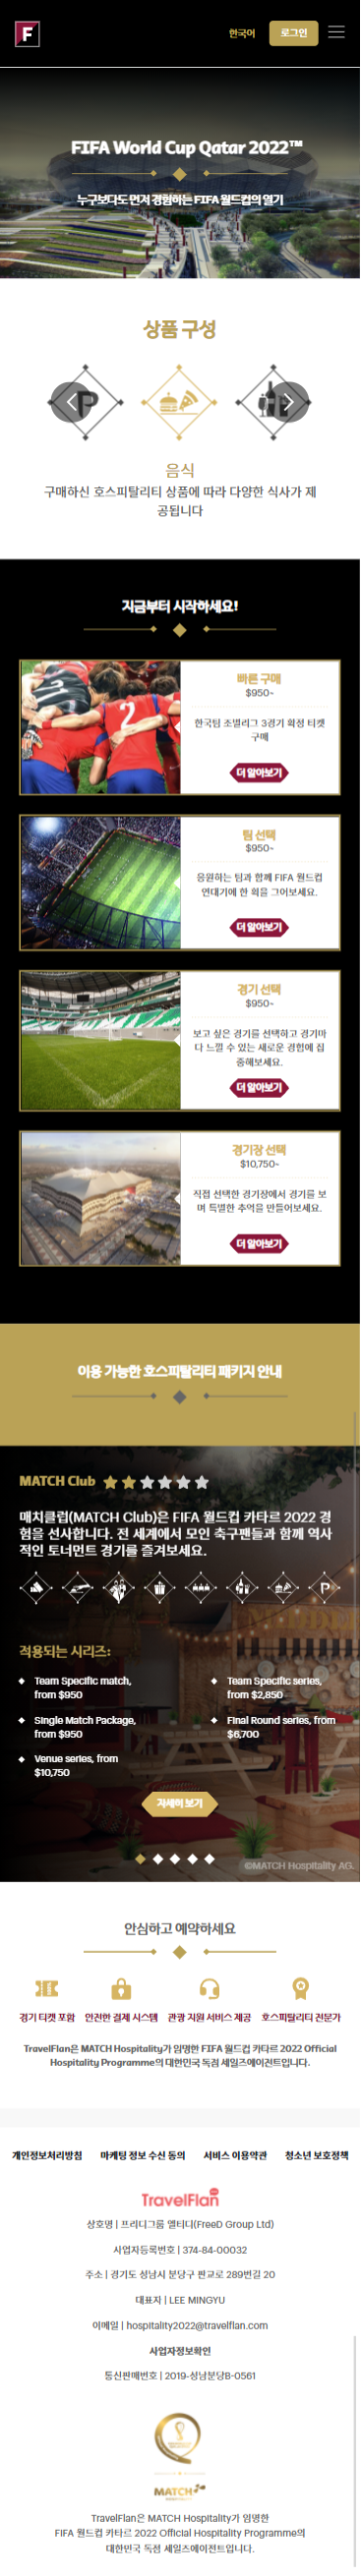 F
한국어
로그인
FIFA World Cup Qatar 2022™
누구보다도 먼저 경험하는 FIFA 월드컵의 열기
상품 구성
P
음식
구매하신 호스피탈리티 상품에 따라 다양한 식사가 제
공됩니다
지금부터 시작하세요!
2
7
빠른 구매
$950~
한국팀 조별리그 3경기 확정 티켓
구매
더 알아보기
팀 선택
$950~
응원하는 팀과 함께 FIFA 월드컵
연대기에 한 획을 그어보세요.
더 알아보기
경기 선택
$950~
보고 싶은 경기를 선택하고 경기마
다 느낄 수 있는 새로운 경험에 집
중해보세요.
더 알아보기
경기장 선택
$10,750~
직접 선택한 경기장에서 경기를 보
며 특별한 추억을 만들어보세요.
더 알아보기
이용 가능한 호스피탈리티 패키지 안내
MATCH Club
매치클럽(MATCH Club)은 FIFA 월드컵 카타르 2022 경
험을 선사합니다. 전 세계에서 모인 축구팬들과 함께 역사
적인 토너먼트 경기를 즐겨보세요.
P
적용되는 시리즈:
Team Specific match,
from $950
Team Specific series,
from $2,850
Single Match Package,
from $950
Final Round series, from
$6,700
Venue series, from
$10,750
자세히 보기
©MATCH Hospitality AG.
안심하고 예약하세요
경기 티켓 포함
안전한 결제 시스템
관광 지원 서비스 제공
호스피탈리티 전문가
TravelFlan은 MATCH Hospitality가 임명한 FIFA 월드컵 카타르 2022 Official
Hospitality Programme의 대한민국 독점 세일즈에이전트입니다.
개인정보처리방침
마케팅 정보 수신 동의
서비스 이용약관
청소년 보호정책
TravelFlan
상호명 | 프리디그룹 엘티디(FreeD Group Ltd)
사업자등록번호 | 374-84-00032
주소 | 경기도 성남시 분당구 판교로 289번길 20
대표자 | LEE MINGYU
이메일 | hospitality2022@travelflan.com
사업자정보확인
통신판매번호 | 2019-성남분당B-0561
MATCH
TravelFlan은 MATCH Hospitality가 임명한
FIFA 월드컵 카타르 2022 Official Hospitality Programme의
대한민국 독점 세일즈에이전트입니다.